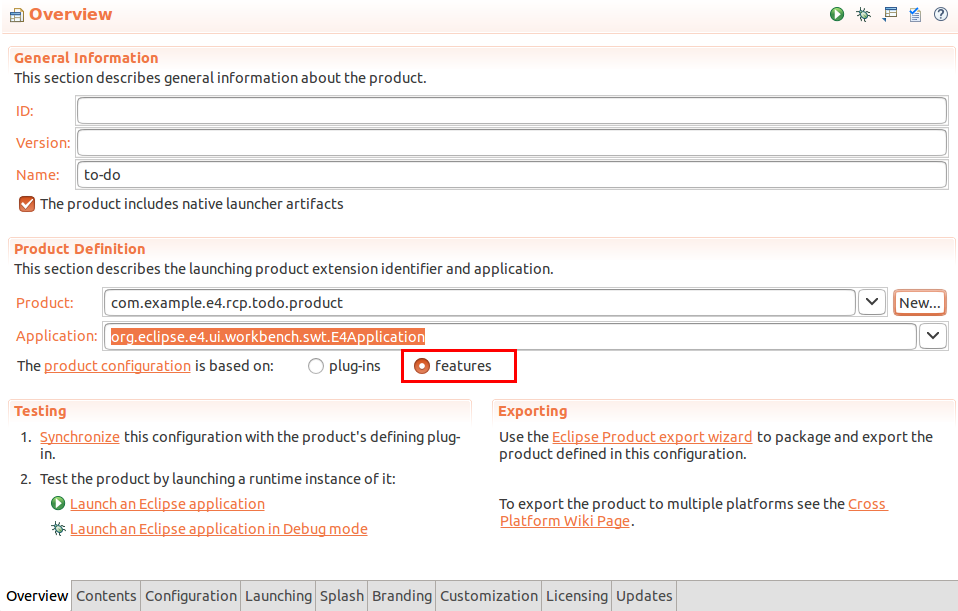 Overview
General Information
This section describes general information about the product.
ID:
Version:
Name: to-do
The product includes native launcher artifacts
Product Definition
This section describes the launching product extension identifier and application.
Product: com.example.e4.rcp.todo.product New...
Application: org.eclipse.e4.ui.workbench.swt.E4Application
The product configuration is based on: plug-ins features
Testing
1. Synchronize this configuration with the product's defining plug-
in.
2. Test the product by launching a runtime instance of it:
Launch an Eclipse application
Launch an Eclipse application in Debug mode
Exporting
Use the Eclipse Product export wizard to package and export the
product defined in this configuration.
To export the product to multiple platforms see the Cross
Platform Wiki Page.
Overview Contents Configuration Launching Splash Branding Customization Licensing Updates